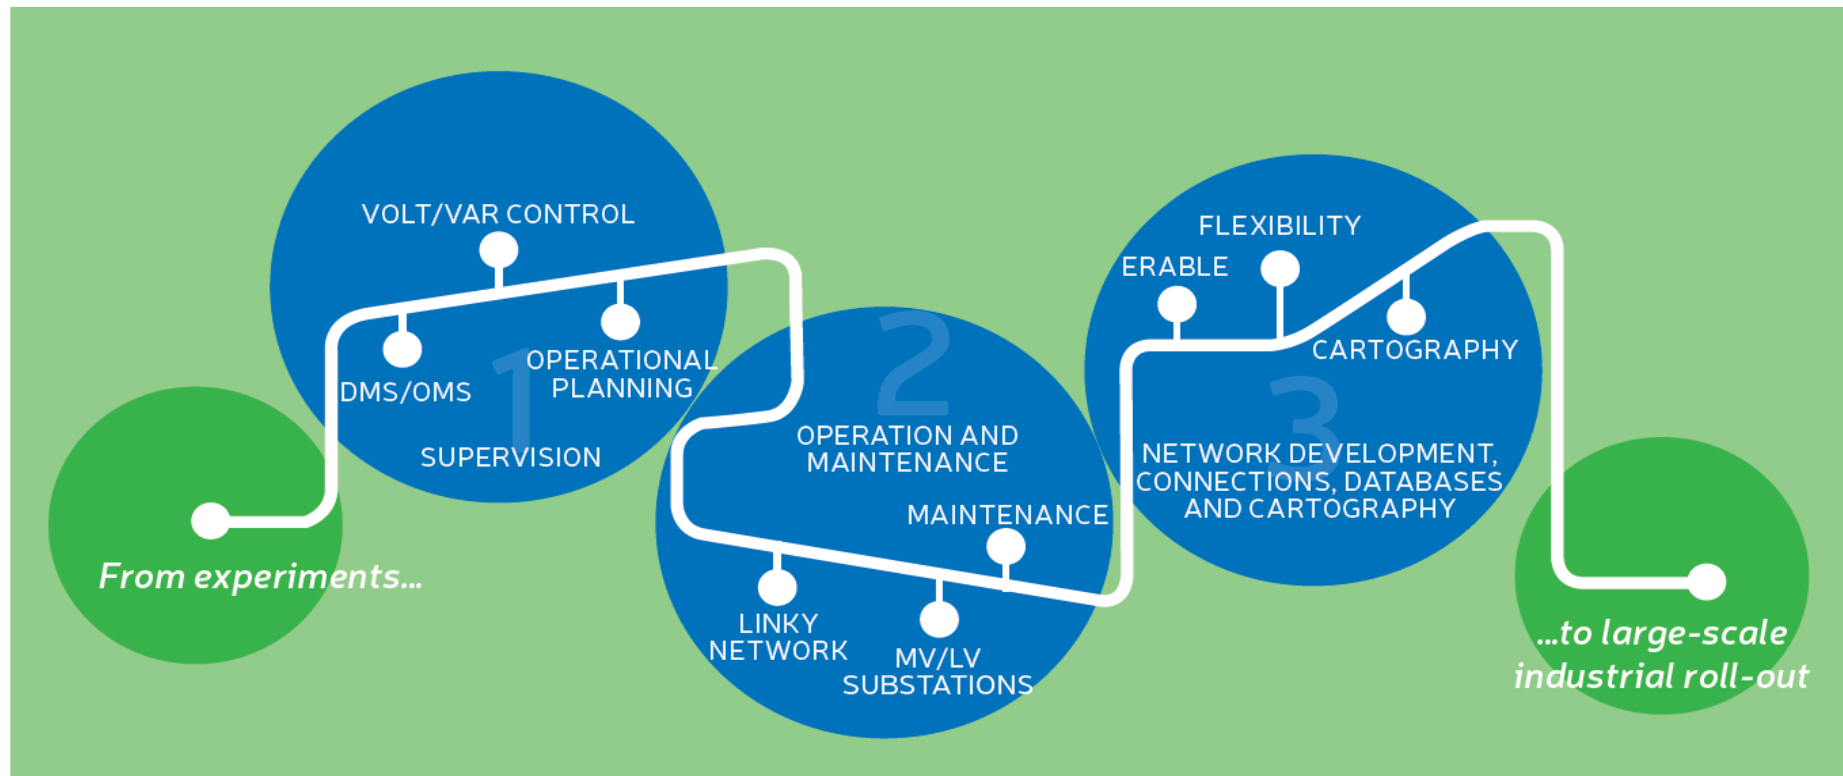 From experiments...
1
VOLT/VAR CONTROL
DMS/OMS
OPERATIONAL
PLANNING
SUPERVISION
2
OPERATION AND
MAINTENANCE
LINKY
NETWORK
MV/LV
SUBSTATIONS
MAINTENANCE
3
ERABLE
FLEXIBILITY
CARTOGRAPHY
NETWORK DEVELOPMENT,
CONNECTIONS, DATABASES
AND CARTOGRAPHY
...to large-scale
industrial roll-out